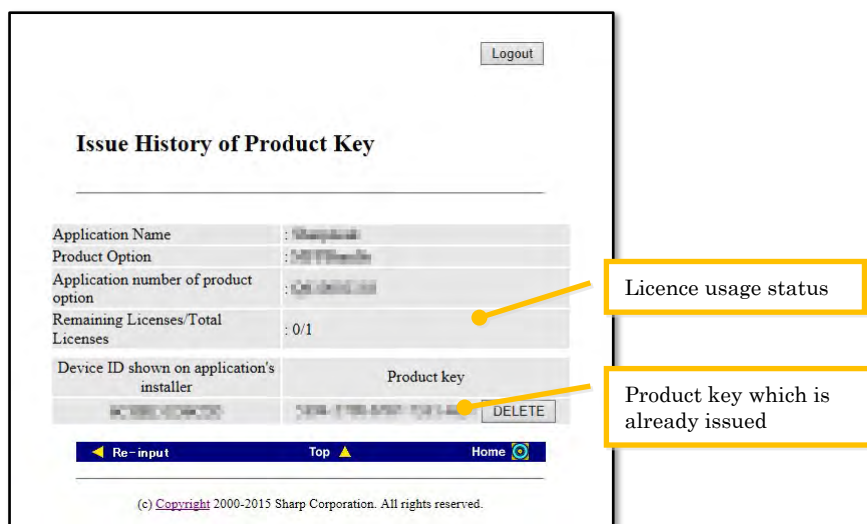 Logout
Issue History of Product Key
Application Name :
Product Option :
Application number of product
option :
Remaining Licenses/Total
Licenses : 0/1
Licence usage status
Device ID shown on application's
installer
Product key
DELETE
Product key which is
already issued
Re-input Top Home
(c) Copyright 2000-2015 Sharp Corporation. All rights reserved.